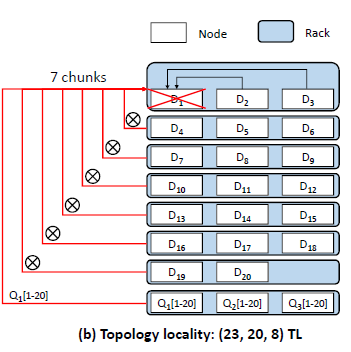 Node Rack
7 chunks
D1 D2 D3
D4 D5 D6
D7 D8 D9
D10 D11 D12
D13 D14 D15
D16 D17 D18
D19 D20
Q1[1-20] Q1[1-20] Q2[1-20] Q3[1-20]
(b) Topology locality: (23, 20, 8) TL